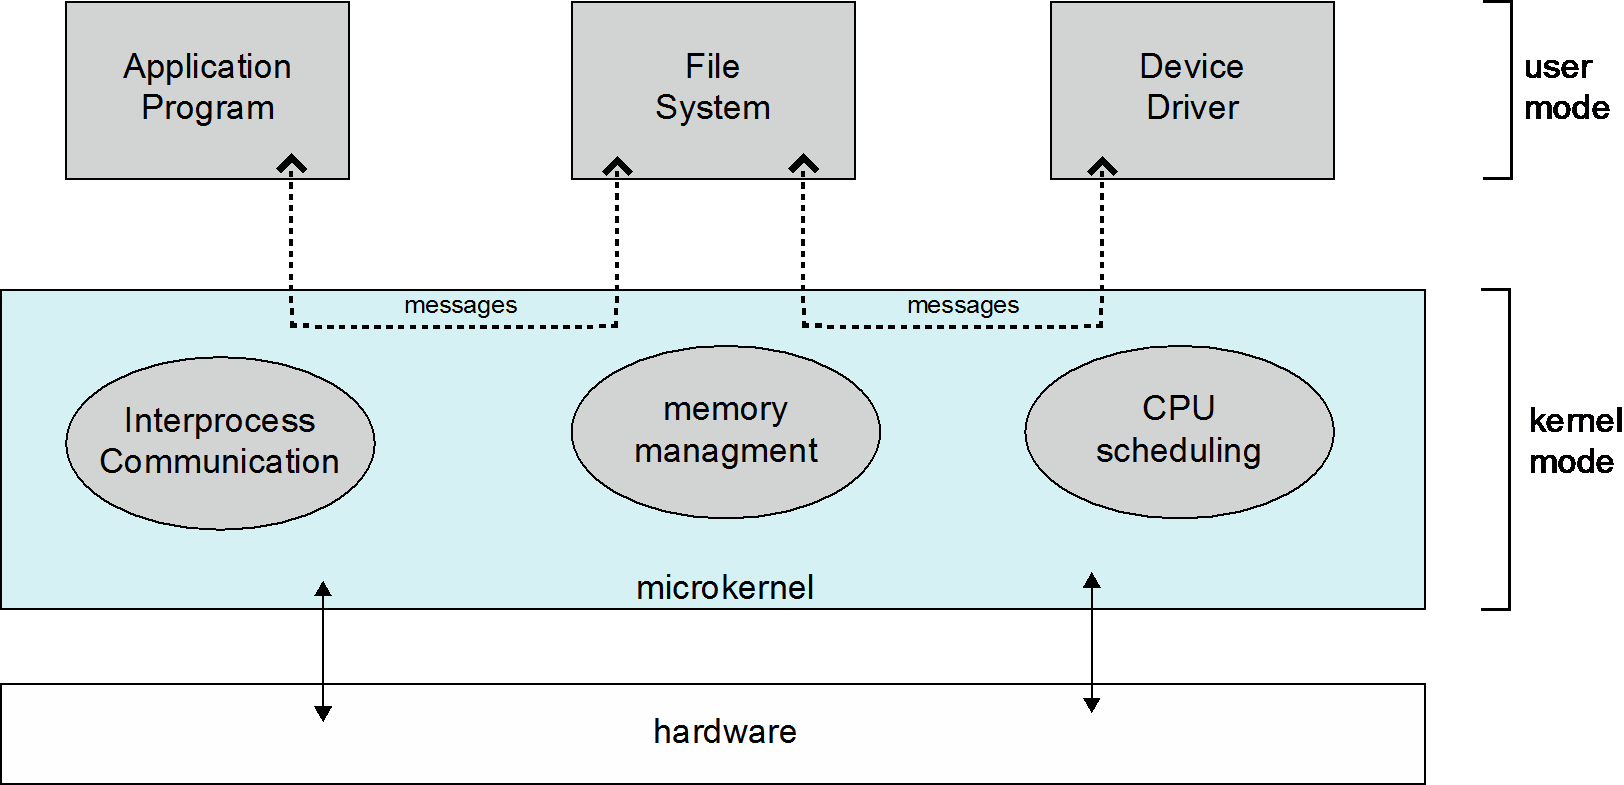 Application
Program
File
System
Device
Driver
user
mode
messages
messages
Interprocess
Communication
memory
managment
CPU
scheduling
kernel
mode
microkernel
hardware